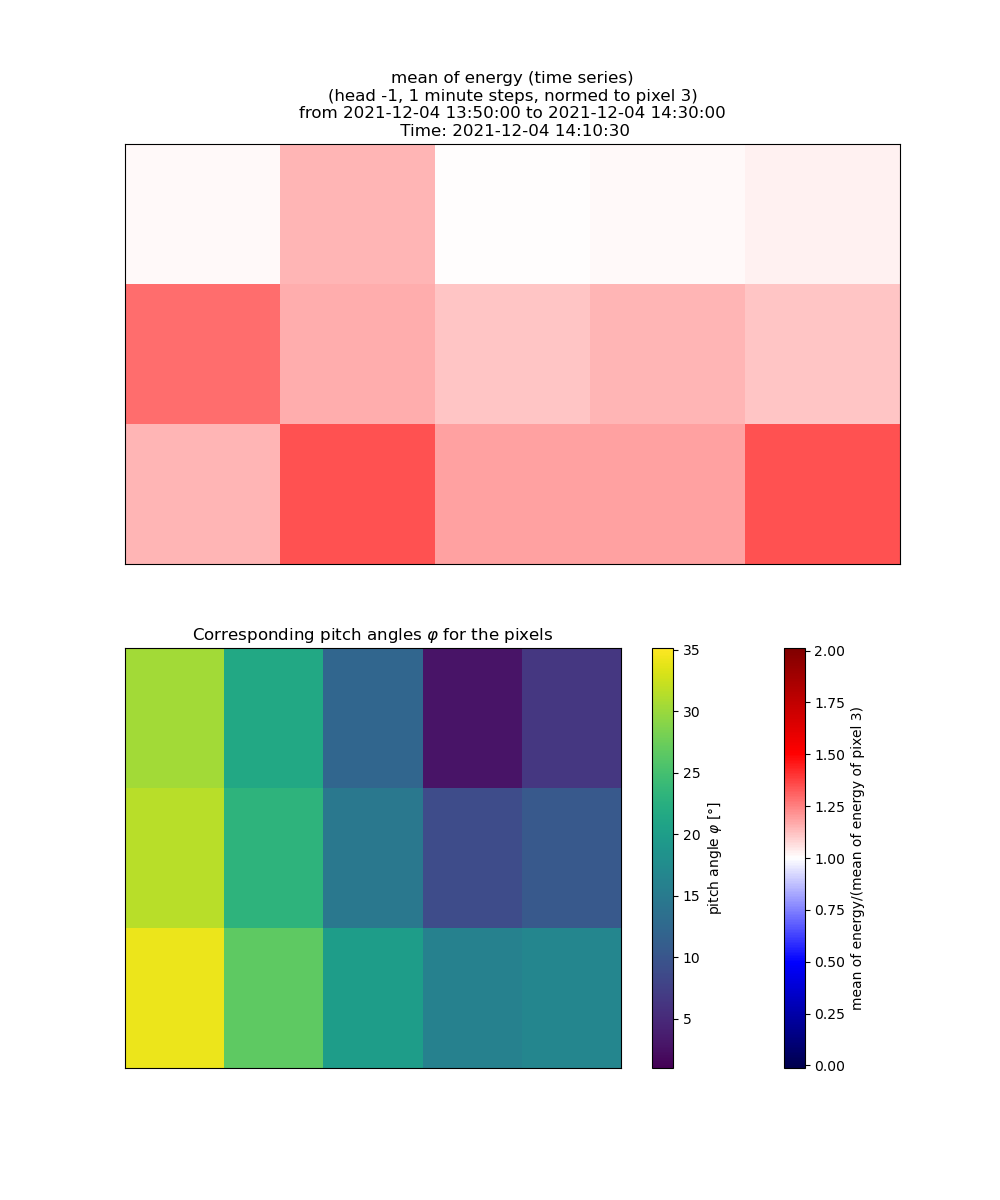 mean of energy (time series)
(head -1, 1 minute steps, normed to pixel 3)
from 2021-12-04 13:50:00 to 2021-12-04 14:30:00
Time: 2021-12-04 14:10:30
Corresponding pitch angles φ for the pixels
35
30
25
20
15
10
5
pitch angle φ [°]
2.00
1.75
1.50
1.25
1.00
0.75
0.50
0.25
0.00
mean of energy/(mean of energy of pixel 3)